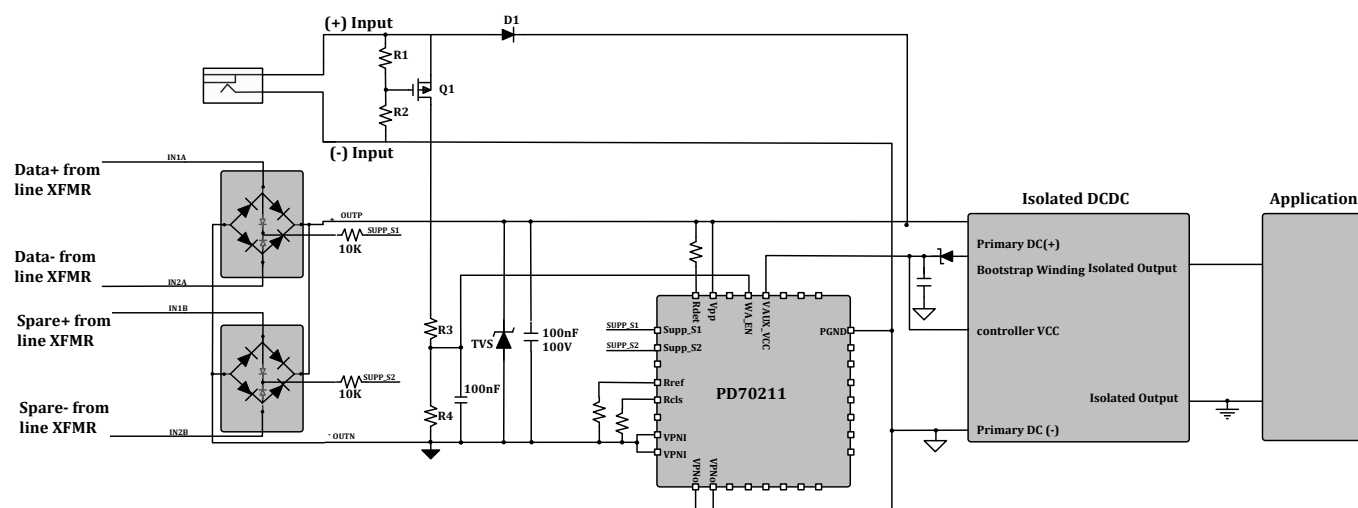 (+) Input
D1
R1
Q1
R2
(-) Input
Data+ from
line XFMR
IN1A
+ OUTP
SUPP_S1
10K
Data- from
line XFMR
IN2A
Spare+ from
line XFMR
IN1B
SUPP_S2
10K
Spare- from
line XFMR
IN2B
- OUTN
R3
R4
100nF
TVS
100nF
100V
SUPP_S1
SUPP_S2
Rdet
Vpp
WA_EN
VAUX_VCC
Supp_S1
Supp_S2
PGND
Rref
Rcls
PD70211
VPNI
VPNI
VPNo
VPNo
Isolated DCDC
Primary DC(+)
Bootstrap Winding
Isolated Output
controller VCC
Isolated Output
Primary DC (-)
Application